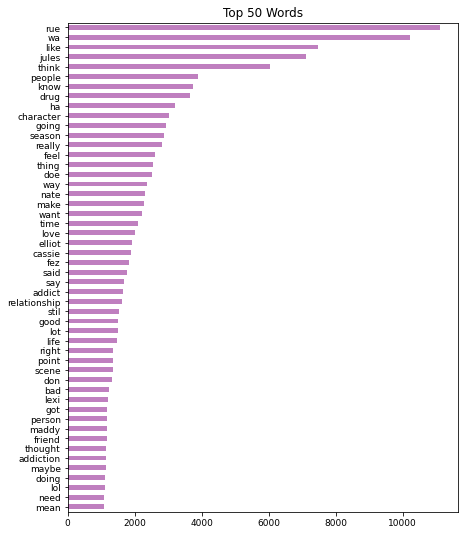 Top 50 Words
rue
wa
like
jules
think
people
know
drug
ha
character
going
season
really
feel
thing
doe
way
nate
make
want
time
love
elliot
cassie
fez
said
say
addict
relationship
stil
good
lot
life
right
point
scene
don
bad
lexi
got
person
maddy
friend
thought
addiction
maybe
doing
lol
need
mean
0 2000 4000 6000 8000 10000